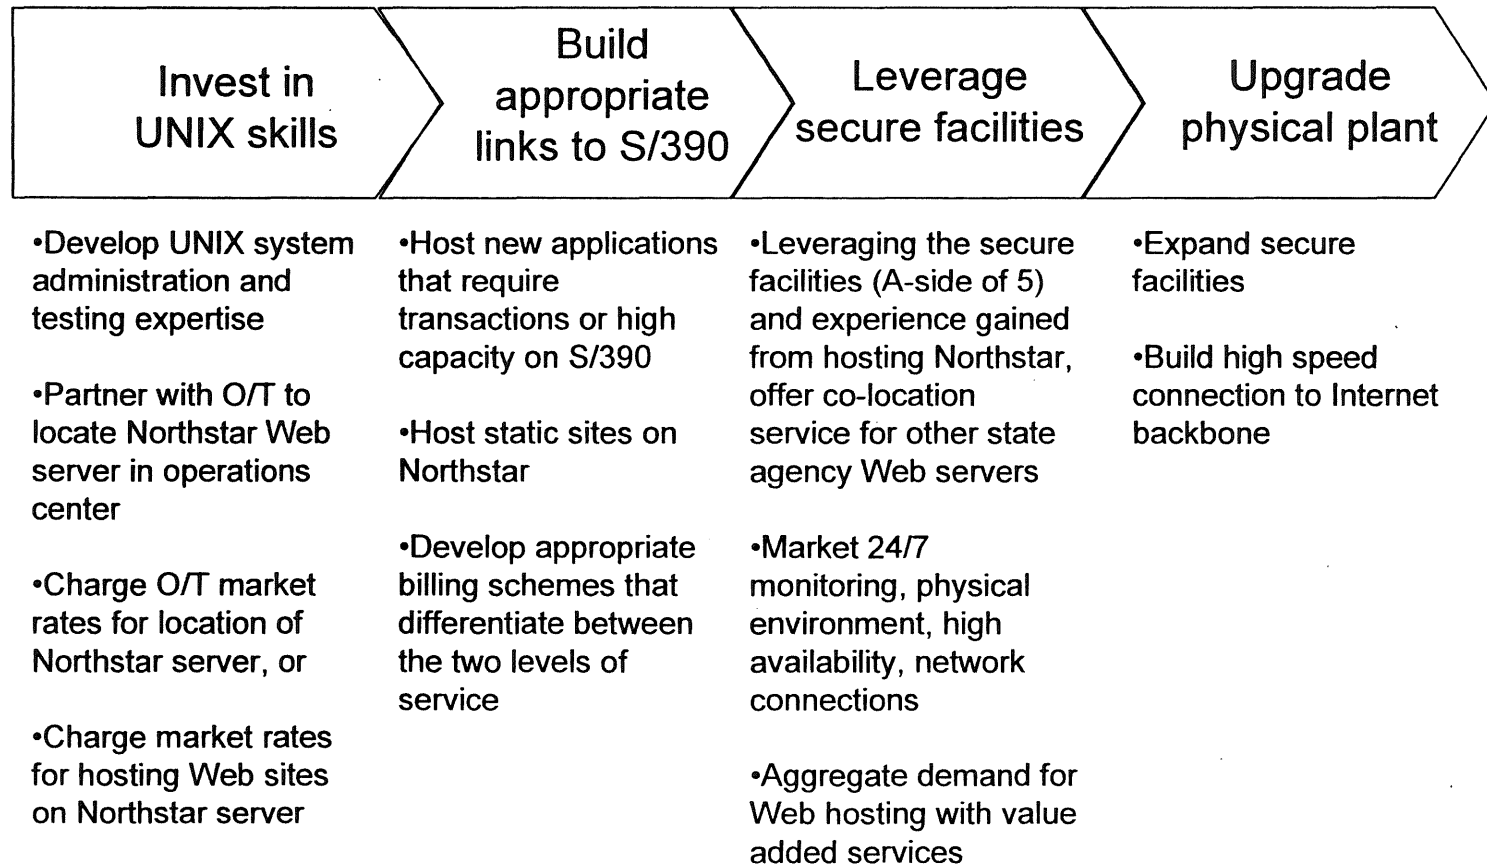 Invest in
UNIX skills
Build
appropriate
links to S/390
Leverage
secure facilities
Upgrade
physical plant
•Develop UNIX system
administration and
testing expertise
•Partner with O/T to
locate Northstar Web
server in operations
center
•Charge O/T market
rates for location of
Northstar server, or
•Charge market rates
for hosting Web sites
on Northstar server
•Host new applications
that require
transactions or high
capacity on S/390
•Host static sites on
Northstar
•Develop appropriate
billing schemes that
differentiate between
the two levels of
service
•Leveraging the secure
facilities (A-side of 5)
and experience gained
from hosting Northstar,
offer co-location
service for other state
agency Web servers
•Market 24/7
monitoring, physical
environment, high
availability, network
connections
•Aggregate demand for
Web hosting with value
added services
•Expand secure
facilities
•Build high speed
connection to Internet
backbone